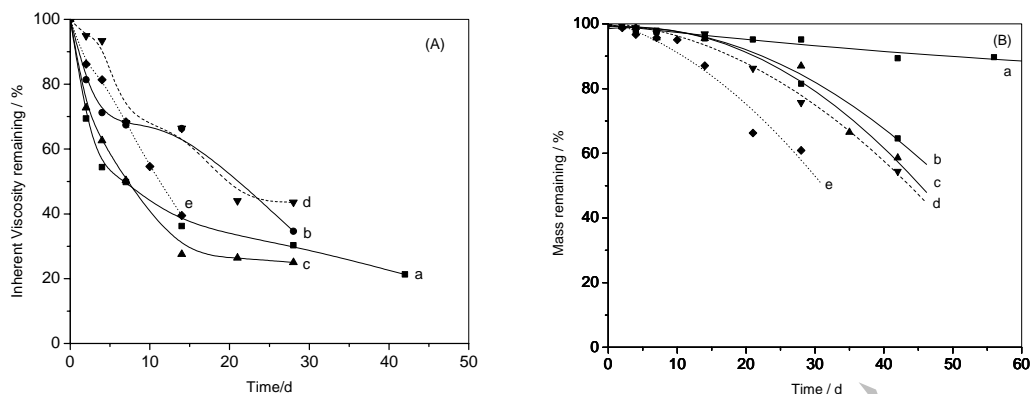 (A)
Inherent Viscosity remaining / %
100
80
60
40
20
0
a
b
c
d
e
0 10 20 30 40 50
Time/d
(B)
Mass remaining / %
100
80
60
40
20
0
a
b
c
d
e
0 10 20 30 40 50 60
Time / d